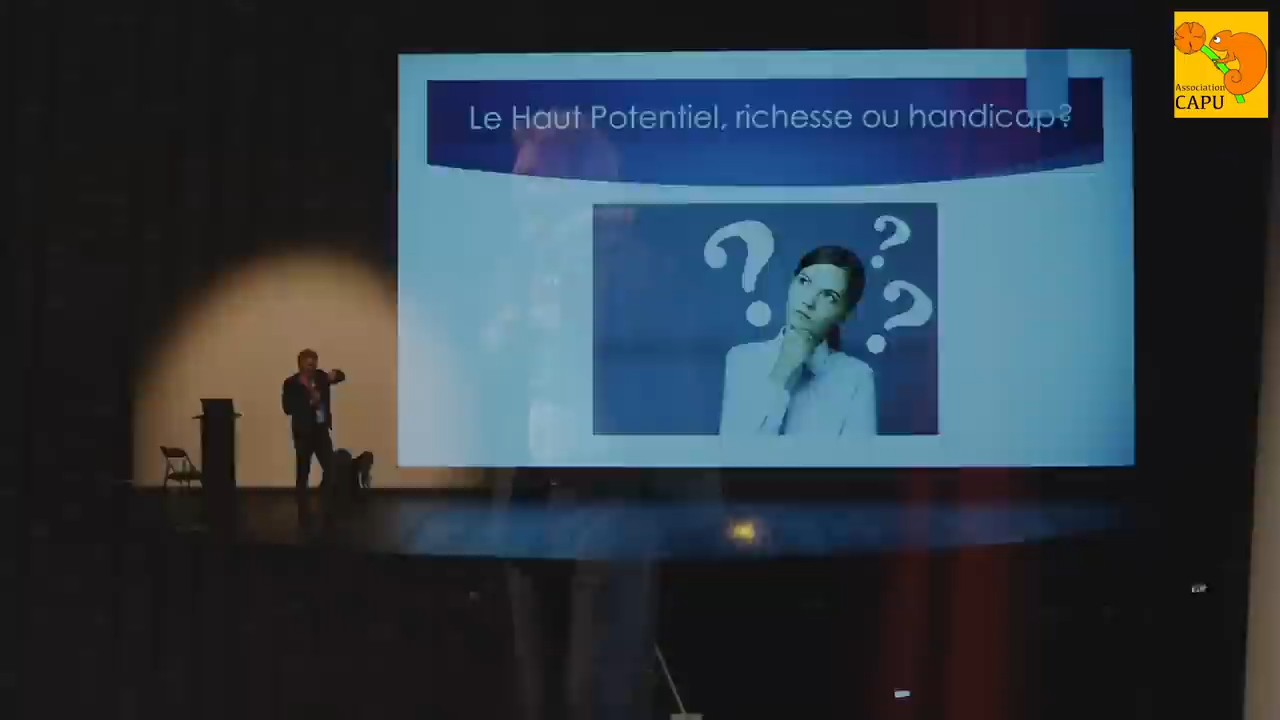 Le Haut Potentiel, richesse ou handicap?
Association
CAPU